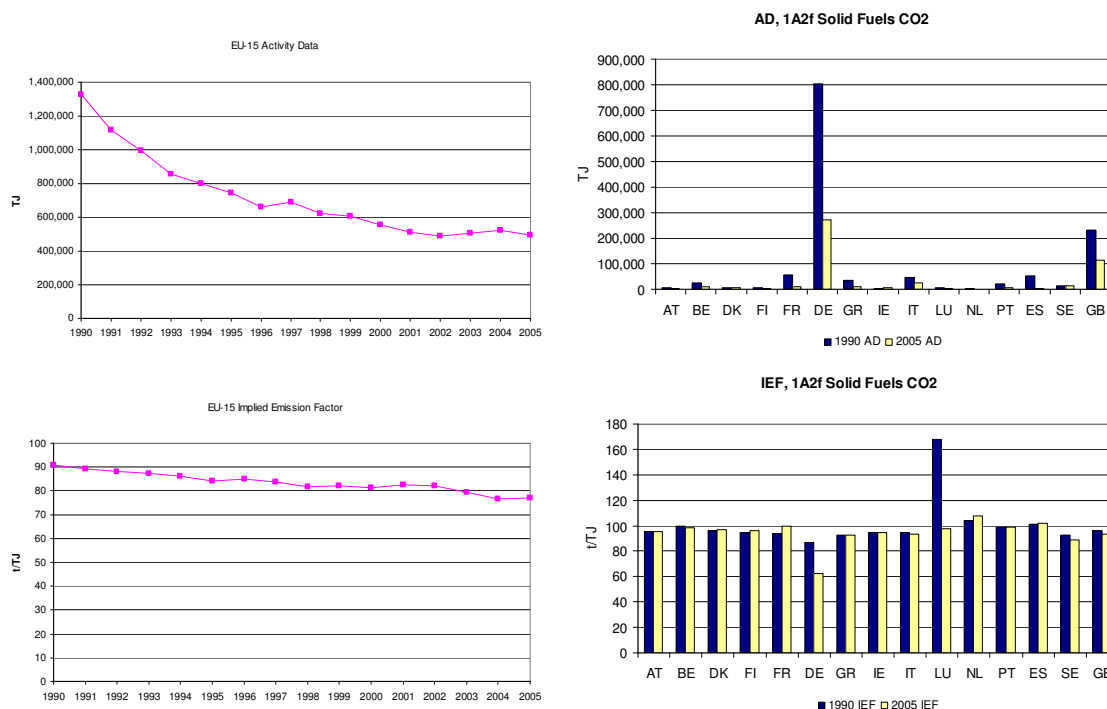 EU-15 Activity Data
1,400,000
1,200,000
1,000,000
800,000
600,000
400,000
200,000
0
TJ
1990 1991 1992 1993 1994 1995 1996 1997 1998 1999 2000 2001 2002 2003 2004 2005
AD, 1A2f Solid Fuels CO2
900,000
800,000
700,000
600,000
500,000
400,000
300,000
200,000
100,000
0
TJ
AT BE DK FI FR DE GR IE IT LU NL PT ES SE GB
1990 AD 2005 AD
EU-15 Implied Emission Factor
100
90
80
70
60
50
40
30
20
10
0
t/TJ
1990 1991 1992 1993 1994 1995 1996 1997 1998 1999 2000 2001 2002 2003 2004 2005
IEF, 1A2f Solid Fuels CO2
180
160
140
120
100
80
60
40
20
0
t/TJ
AT BE DK FI FR DE GR IE IT LU NL PT ES SE GB
1990 IEF 2005 IEF